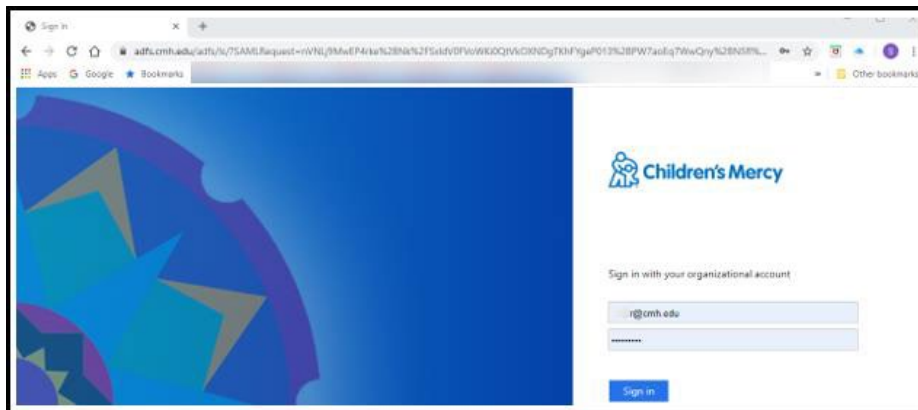 Sign in
adfs.cmh.edu/adfs/ls/?SAMLRequest=
Apps Google Bookmarks » Other bookmarks
Children's Mercy
Sign in with your organizational account
r@cmh.edu
Sign in